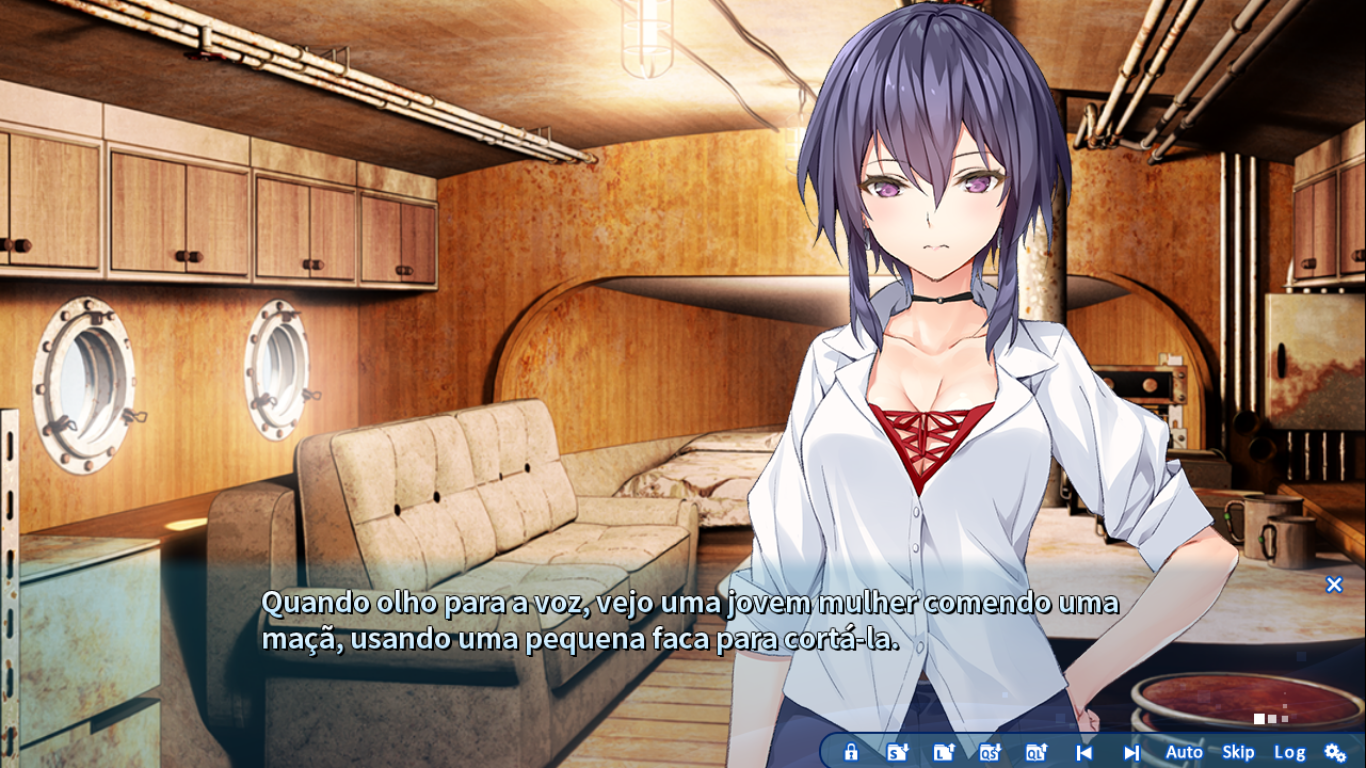 Quando olho para a voz, vejo uma jovem mulher comendo uma
maçã, usando uma pequena faca para cortá-la.
S L QS QL Auto Skip Log